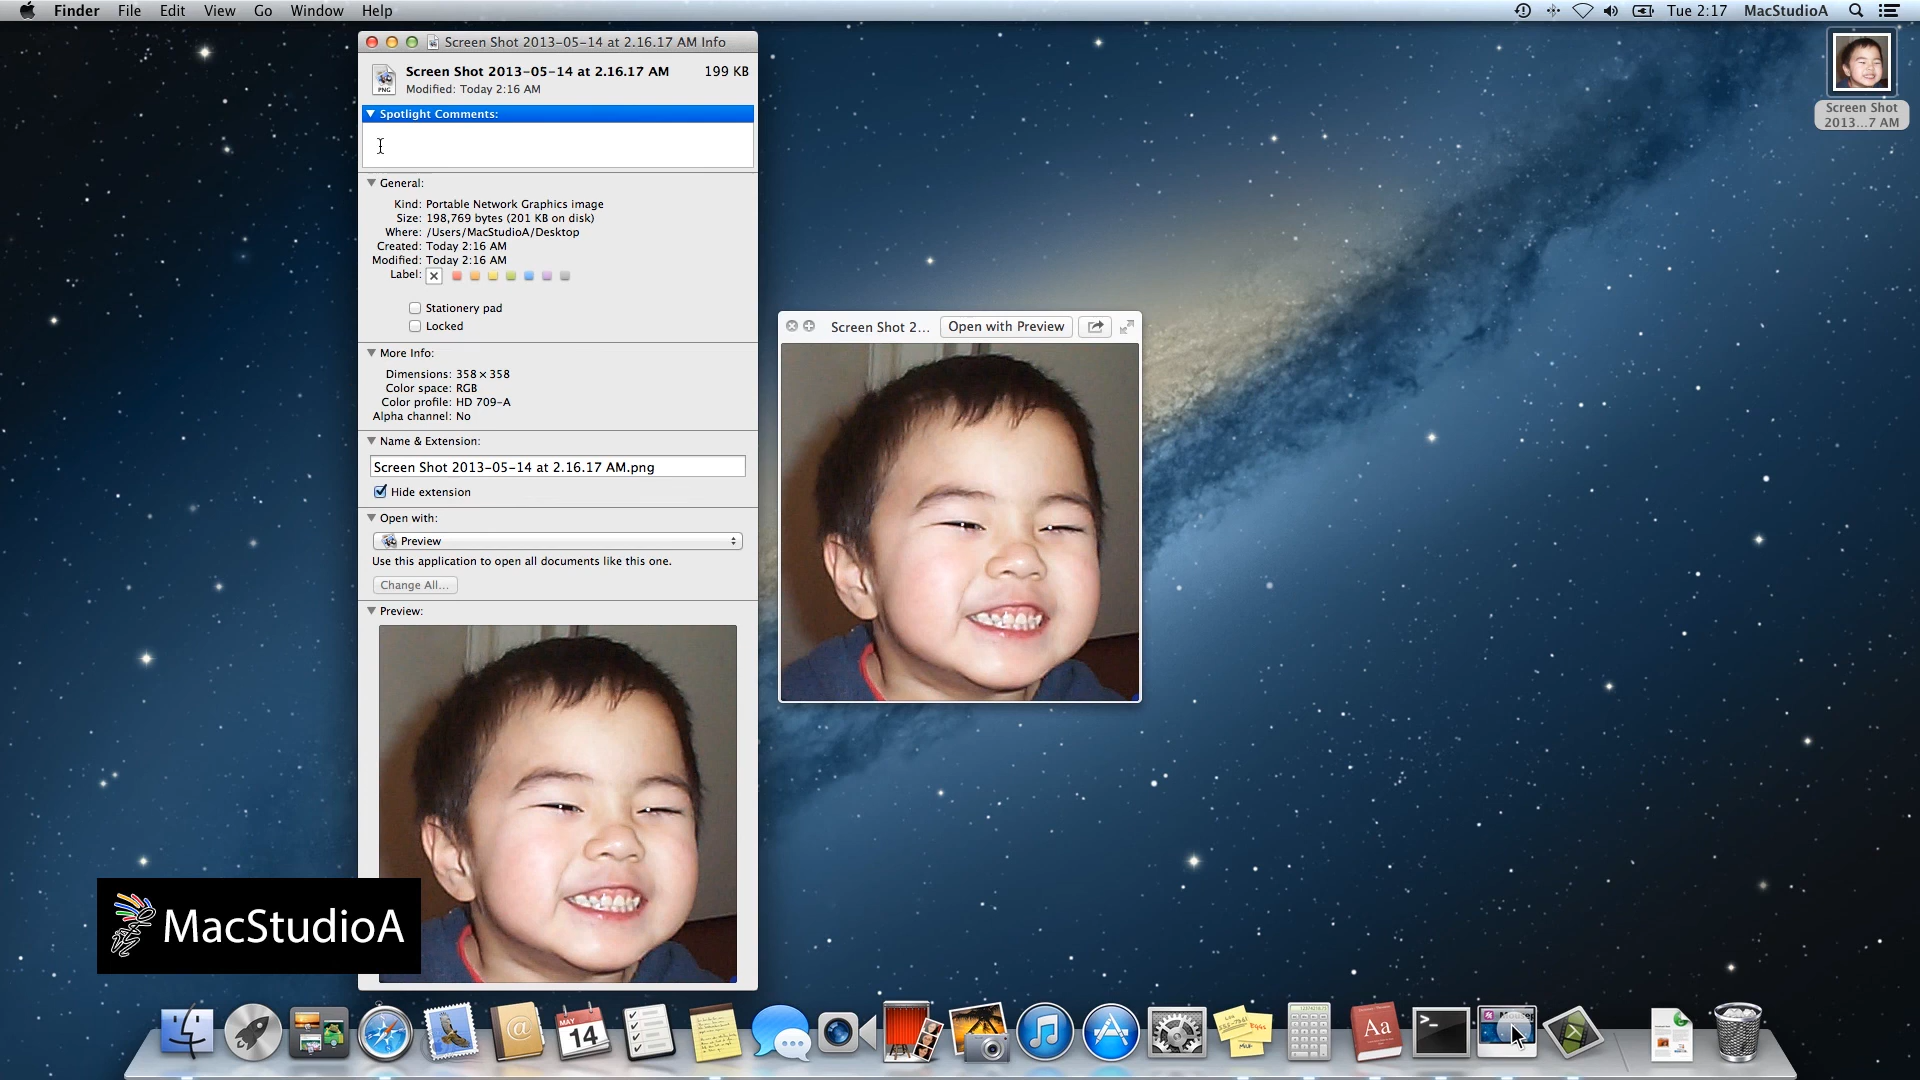 Finder File Edit View Go Window Help
Tue 2:17 MacStudioA
Screen Shot 2013-05-14 at 2.16.17 AM Info
Screen Shot 2013-05-14 at 2.16.17 AM 199 KB
Modified: Today 2:16 AM
PNG
Spotlight Comments:
General:
Kind: Portable Network Graphics image
Size: 198,769 bytes (201 KB on disk)
Where: /Users/MacStudioA/Desktop
Created: Today 2:16 AM
Modified: Today 2:16 AM
Label:
Stationery pad
Locked
More Info:
Dimensions: 358 × 358
Color space: RGB
Color profile: HD 709-A
Alpha channel: No
Name & Extension:
Screen Shot 2013-05-14 at 2.16.17 AM.png
Hide extension
Open with:
Preview
Use this application to open all documents like this one.
Change All...
Preview:
Screen Shot 2... Open with Preview
Screen Shot
2013...7 AM
MacStudioA
MAY
14
Aa